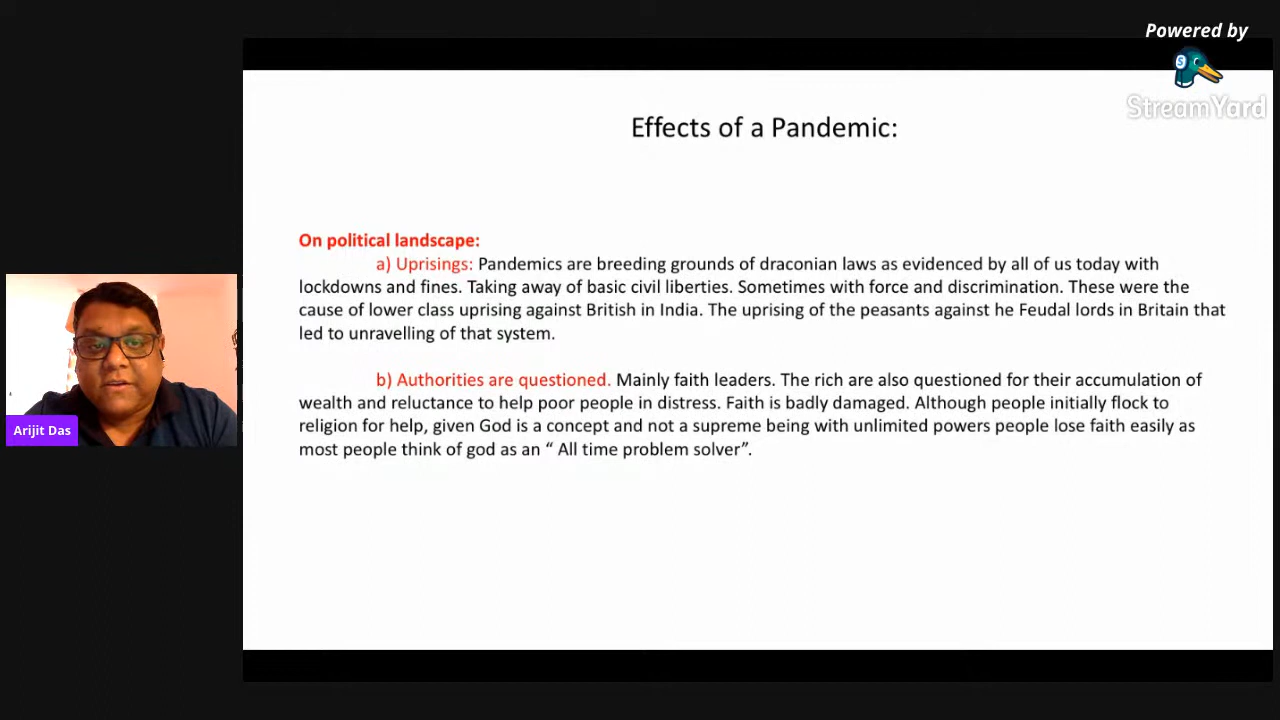 Powered by
StreamYard
Effects of a Pandemic:
On political landscape:
a) Uprisings: Pandemics are breeding grounds of draconian laws as evidenced by all of us today with
lockdowns and fines. Taking away of basic civil liberties. Sometimes with force and discrimination. These were the
cause of lower class uprising against British in India. The uprising of the peasants against he Feudal lords in Britain that
led to unravelling of that system.
b) Authorities are questioned. Mainly faith leaders. The rich are also questioned for their accumulation of
wealth and reluctance to help poor people in distress. Faith is badly damaged. Although people initially flock to
religion for help, given God is a concept and not a supreme being with unlimited powers people lose faith easily as
most people think of god as an “ All time problem solver”.
Arijit Das